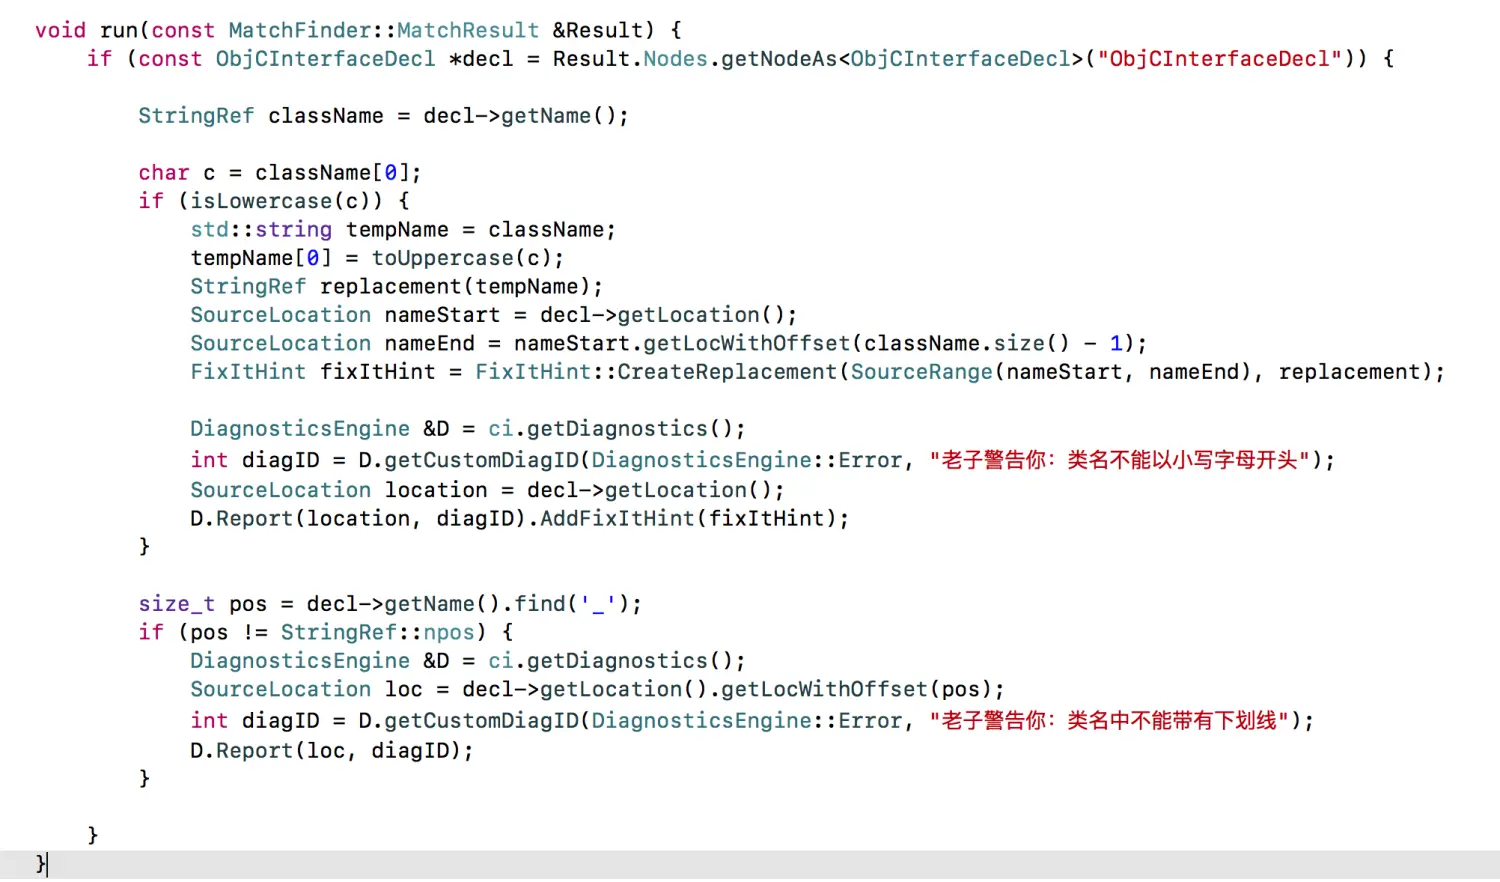 void run(const MatchFinder::MatchResult &Result) {
    if (const ObjCInterfaceDecl *decl = Result.Nodes.getNodeAs<ObjCInterfaceDecl>("ObjCInterfaceDecl")) {

        StringRef className = decl->getName();

        char c = className[0];
        if (isLowercase(c)) {
            std::string tempName = className;
            tempName[0] = toUppercase(c);
            StringRef replacement(tempName);
            SourceLocation nameStart = decl->getLocation();
            SourceLocation nameEnd = nameStart.getLocWithOffset(className.size() - 1);
            FixItHint fixItHint = FixItHint::CreateReplacement(SourceRange(nameStart, nameEnd), replacement);

            DiagnosticsEngine &D = ci.getDiagnostics();
            int diagID = D.getCustomDiagID(DiagnosticsEngine::Error, "老子警告你：类名不能以小写字母开头");
            SourceLocation location = decl->getLocation();
            D.Report(location, diagID).AddFixItHint(fixItHint);
        }

        size_t pos = decl->getName().find('_');
        if (pos != StringRef::npos) {
            DiagnosticsEngine &D = ci.getDiagnostics();
            SourceLocation loc = decl->getLocation().getLocWithOffset(pos);
            int diagID = D.getCustomDiagID(DiagnosticsEngine::Error, "老子警告你：类名中不能带有下划线");
            D.Report(loc, diagID);
        }

    }
}